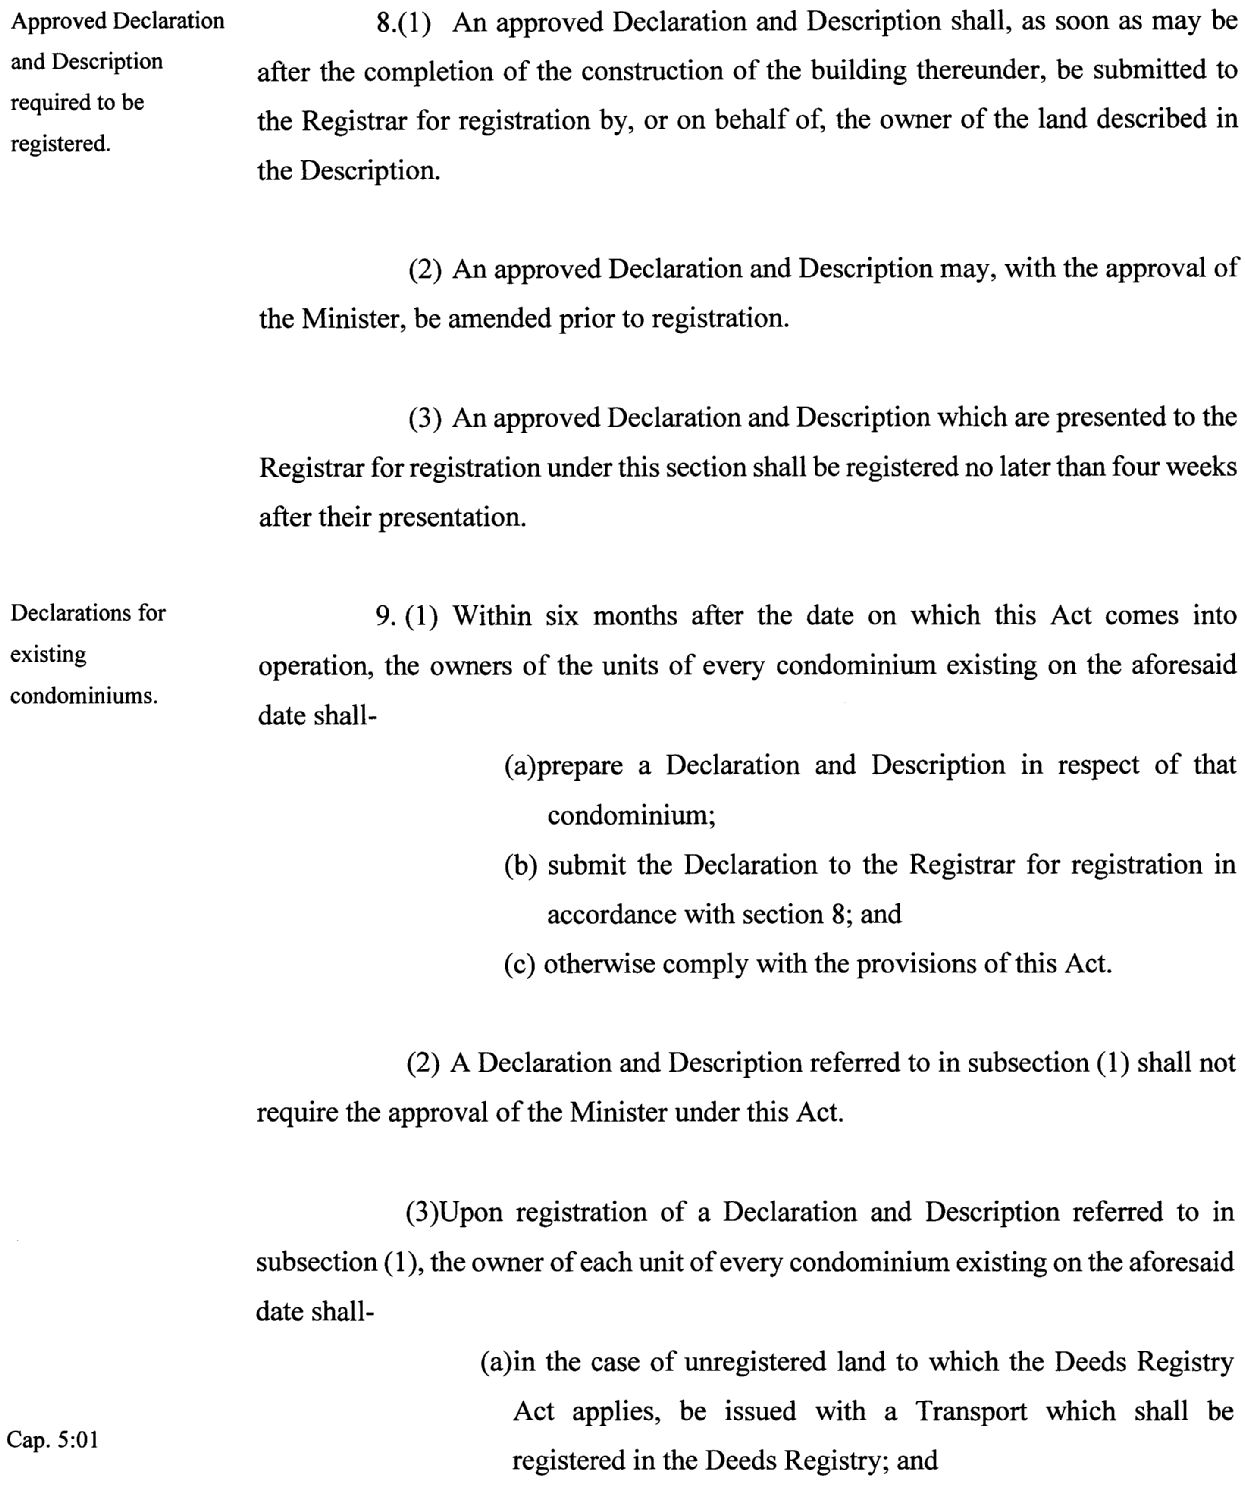 Approved Declaration
and Description
required to be
registered.
8.(1) An approved Declaration and Description shall, as soon as may be
after the completion of the construction of the building thereunder, be submitted to
the Registrar for registration by, or on behalf of, the owner of the land described in
the Description.
(2) An approved Declaration and Description may, with the approval of
the Minister, be amended prior to registration.
(3) An approved Declaration and Description which are presented to the
Registrar for registration under this section shall be registered no later than four weeks
after their presentation.
Declarations for
existing
condominiums.
9. (1) Within six months after the date on which this Act comes into
operation, the owners of the units of every condominium existing on the aforesaid
date shall-
(a)prepare a Declaration and Description in respect of that
condominium;
(b) submit the Declaration to the Registrar for registration in
accordance with section 8; and
(c) otherwise comply with the provisions of this Act.
(2) A Declaration and Description referred to in subsection (1) shall not
require the approval of the Minister under this Act.
(3)Upon registration of a Declaration and Description referred to in
subsection (1), the owner of each unit of every condominium existing on the aforesaid
date shall-
(a)in the case of unregistered land to which the Deeds Registry
Act applies, be issued with a Transport which shall be
registered in the Deeds Registry; and
Cap. 5:01